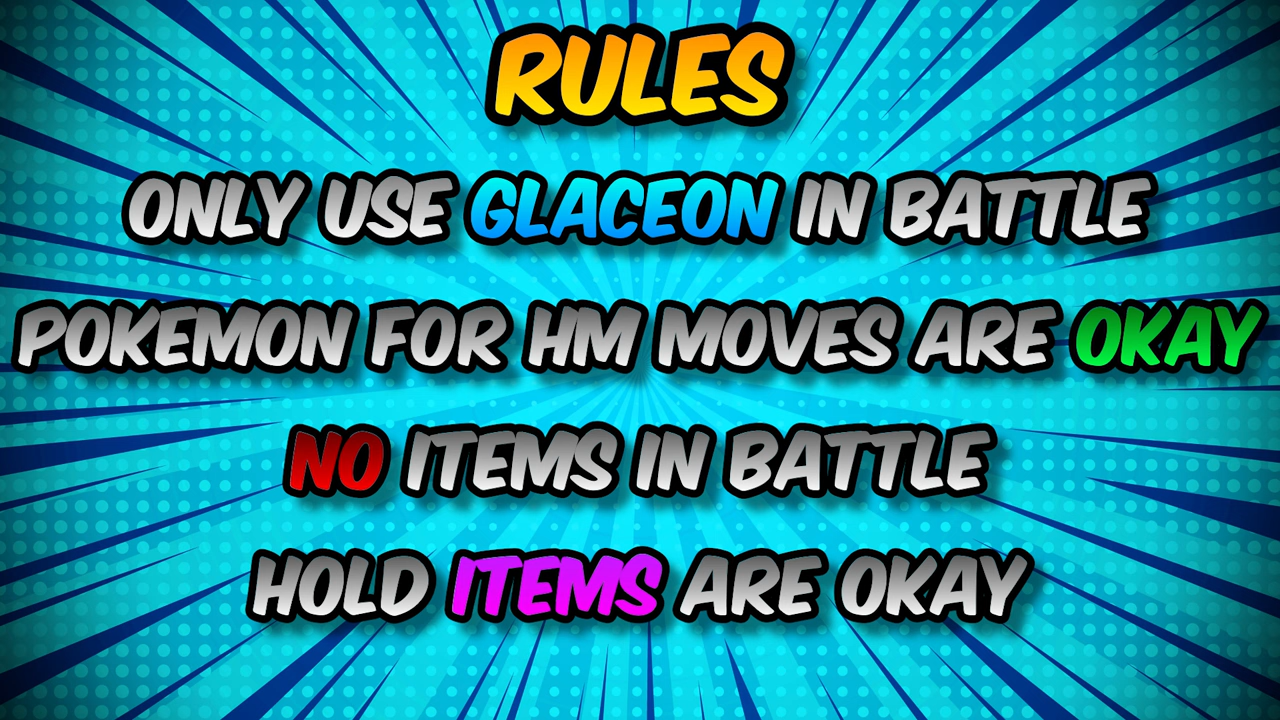 RULES
ONLY USE GLACEON IN BATTLE
POKEMON FOR HM MOVES ARE OKAY
NO ITEMS IN BATTLE
HOLD ITEMS ARE OKAY